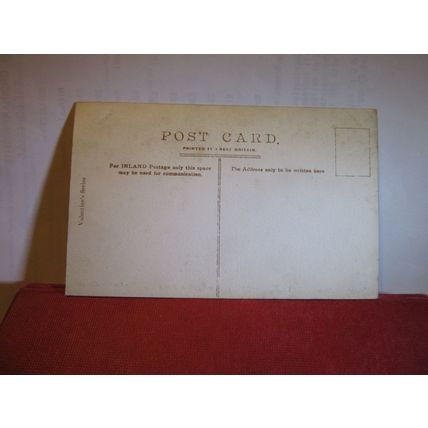 POST CARD.
PRINTED IN GREAT BRITAIN.
For INLAND Postage only this space
may be used for communication.
The Address only to be written here
Valentine's Series